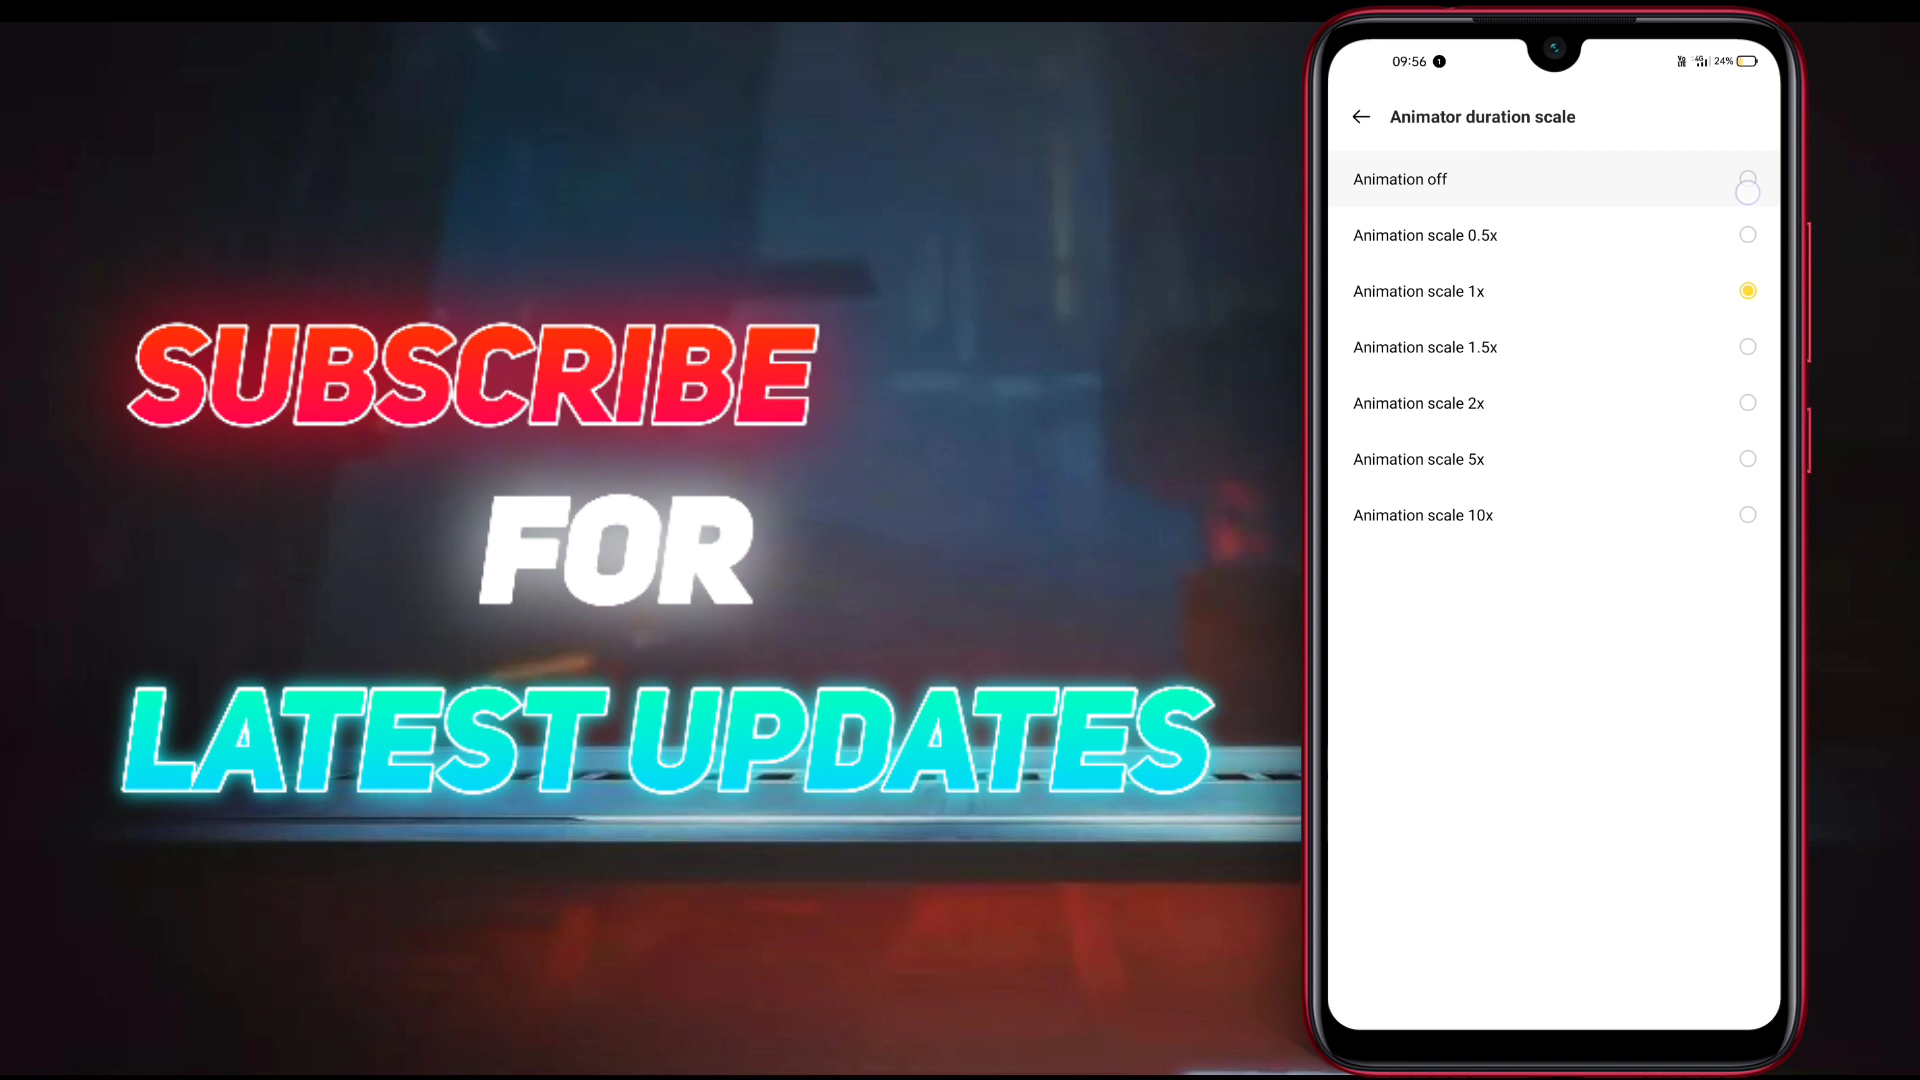 SUBSCRIBE
FOR
LATEST UPDATES
09:56 1
24%
Animator duration scale
Animation off
Animation scale 0.5x
Animation scale 1x
Animation scale 1.5x
Animation scale 2x
Animation scale 5x
Animation scale 10x